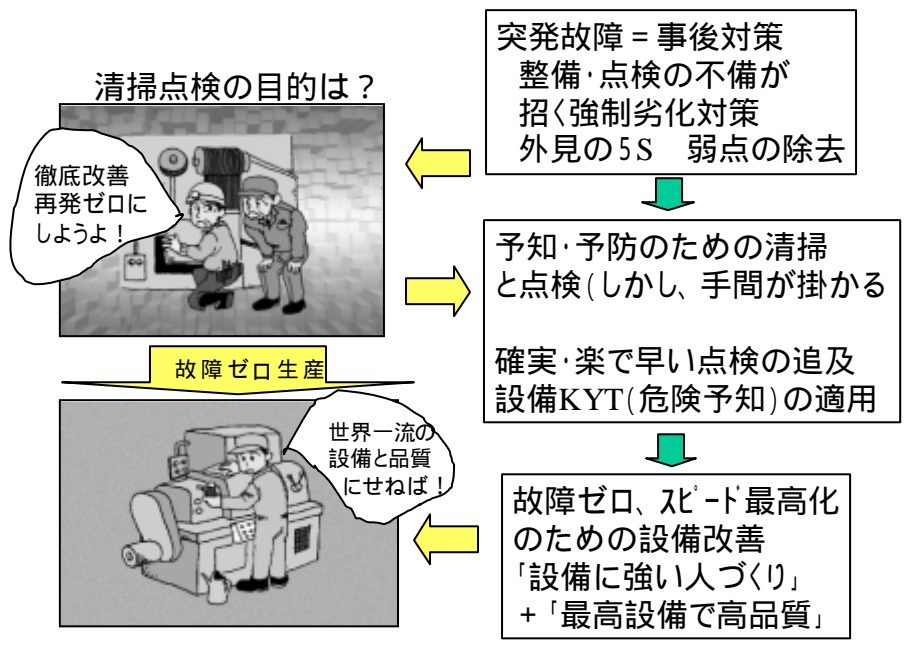 清掃点検の目的は？
徹底改善
再発ゼロに
しようよ！
突発故障＝事後対策
整備･点検の不備が
招く強制劣化対策
外見の5S　弱点の除去
予知･予防のための清掃
と点検(しかし、手間が掛かる
確実･楽で早い点検の追及
設備KYT(危険予知)の適用
故障ゼロ生産
世界一流の
設備と品質
にせねば！
故障ゼロ、ｽﾋﾟｰﾄﾞ最高化
のための設備改善
｢設備に強い人づくり」
+｢最高設備で高品質」